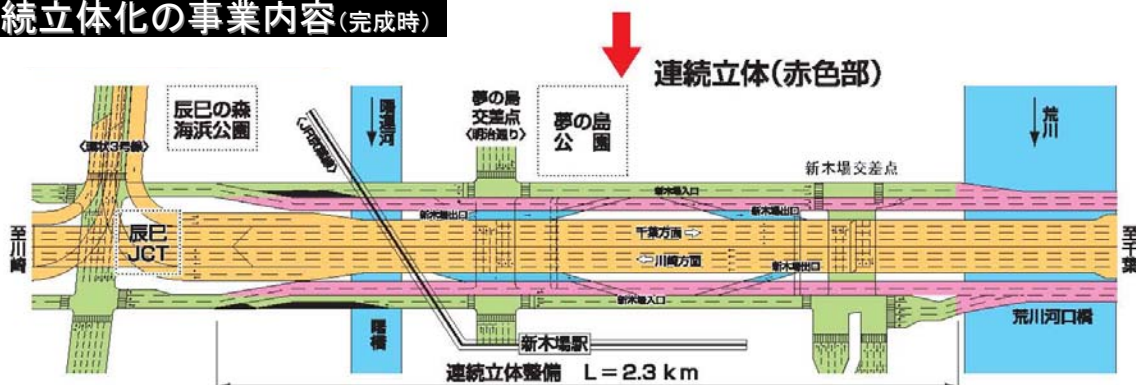 続立体化の事業内容(完成時)
連続立体(赤色部)
辰巳の森
海浜公園
曙運河
夢の島
交差点
〈明治通り〉
夢の島
公園
荒川
〈環状3号線〉
〈JR京葉線〉
新木場交差点
新木場入口
新木場出口
新木場出口
至川崎
辰巳
JCT
千葉方面
川崎方面
新木場出口
至千葉
新木場入口
曙橋
新木場駅
荒川河口橋
連続立体整備 L=2.3km